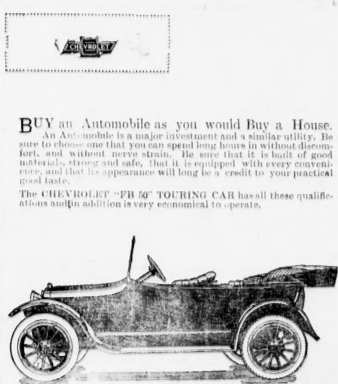 CHEVROLET
BUY an Automobile as you would Buy a House.
An Automobile is a major investment and a similar utility. Be
sure to choose one that you can spend long hours in without discom-
fort, and without nerve strain. Be sure that it is built of good
materials, strong and safe, that it is equipped with every conveni-
ence, and that its appearance will long be a credit to your practical
good taste.
The CHEVROLET "FB 50" TOURING CAR has all these qualific-
ations and in addition is very economical to operate.